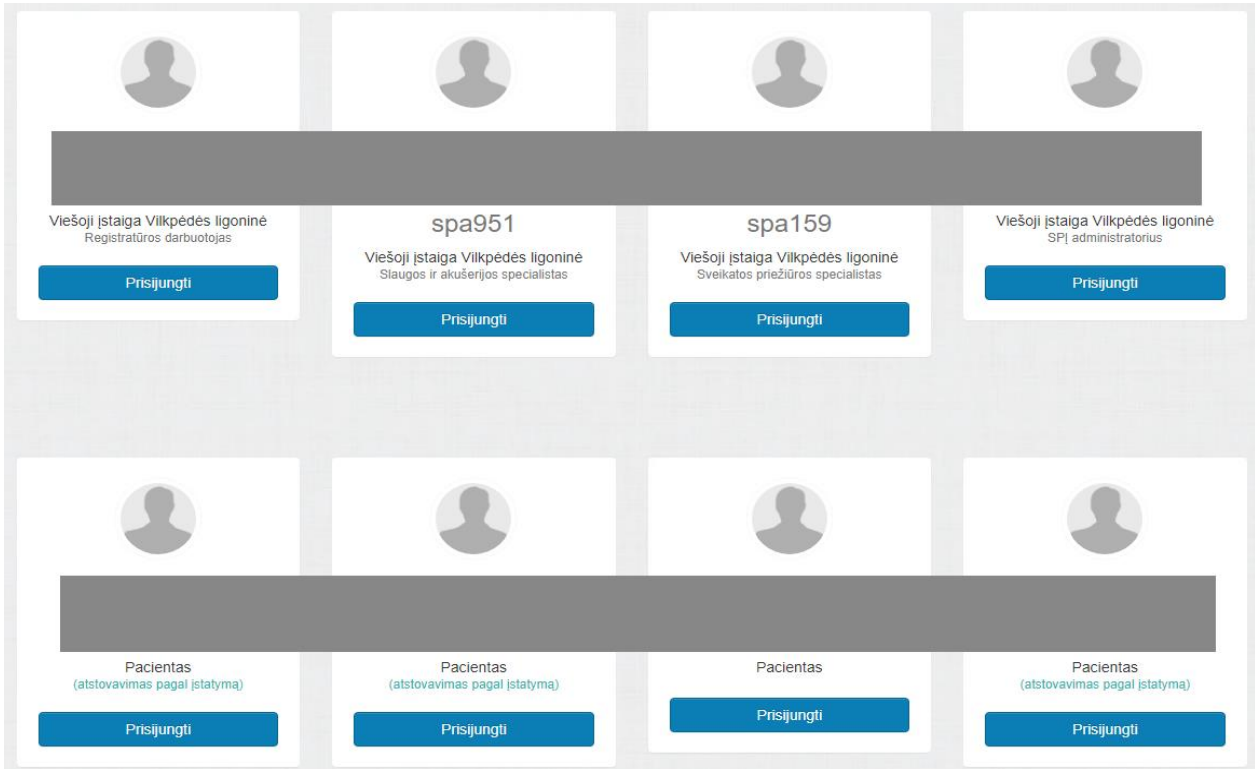 Viešoji įstaiga Vilkpėdės ligoninė
Registratūros darbuotojas
Prisijungti
spa951
Viešoji įstaiga Vilkpėdės ligoninė
Slaugos ir akušerijos specialistas
Prisijungti
spa159
Viešoji įstaiga Vilkpėdės ligoninė
Sveikatos priežiūros specialistas
Prisijungti
Viešoji įstaiga Vilkpėdės ligoninė
SPĮ administratorius
Prisijungti
Pacientas
(atstovavimas pagal įstatymą)
Prisijungti
Pacientas
(atstovavimas pagal įstatymą)
Prisijungti
Pacientas
Prisijungti
Pacientas
(atstovavimas pagal įstatymą)
Prisijungti